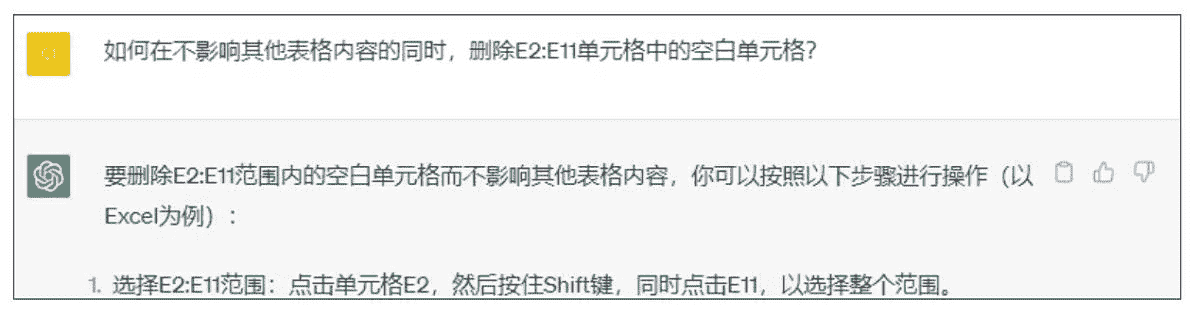 如何在不影响其他表格内容的同时，删除E2:E11单元格中的空白单元格？
要删除E2:E11范围内的空白单元格而不影响其他表格内容，你可以按照以下步骤进行操作（以
Excel为例）：
1. 选择E2:E11范围：点击单元格E2，然后按住Shift键，同时点击E11，以选择整个范围。